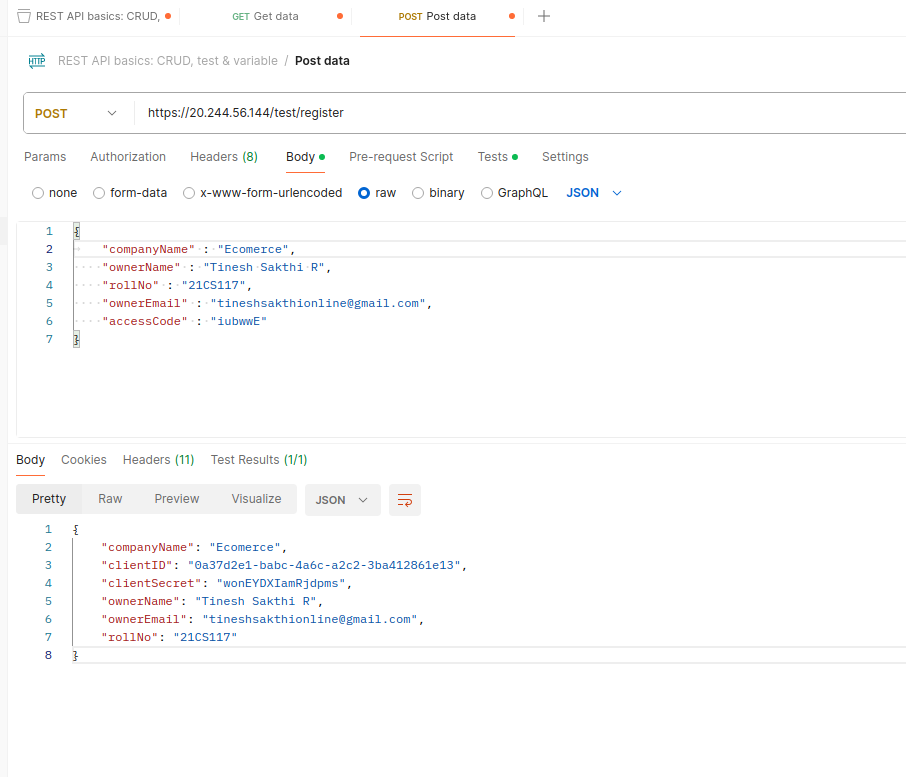 REST API basics: CRUD,
GET Get data
POST Post data
HTTP REST API basics: CRUD, test & variable / Post data
POST https://20.244.56.144/test/register
Params Authorization Headers (8) Body Pre-request Script Tests Settings
none form-data x-www-form-urlencoded raw binary GraphQL JSON
1 {
2 "companyName" : "Ecomerce",
3 "ownerName" : "Tinesh Sakthi R",
4 "rollNo" : "21CS117",
5 "ownerEmail" : "tineshsakthionline@gmail.com",
6 "accessCode" : "iubwwE"
7 }
Body Cookies Headers (11) Test Results (1/1)
Pretty Raw Preview Visualize JSON
1 {
2 "companyName": "Ecomerce",
3 "clientID": "0a37d2e1-babc-4a6c-a2c2-3ba412861e13",
4 "clientSecret": "wonEYDXIamRjdpms",
5 "ownerName": "Tinesh Sakthi R",
6 "ownerEmail": "tineshsakthionline@gmail.com",
7 "rollNo": "21CS117"
8 }